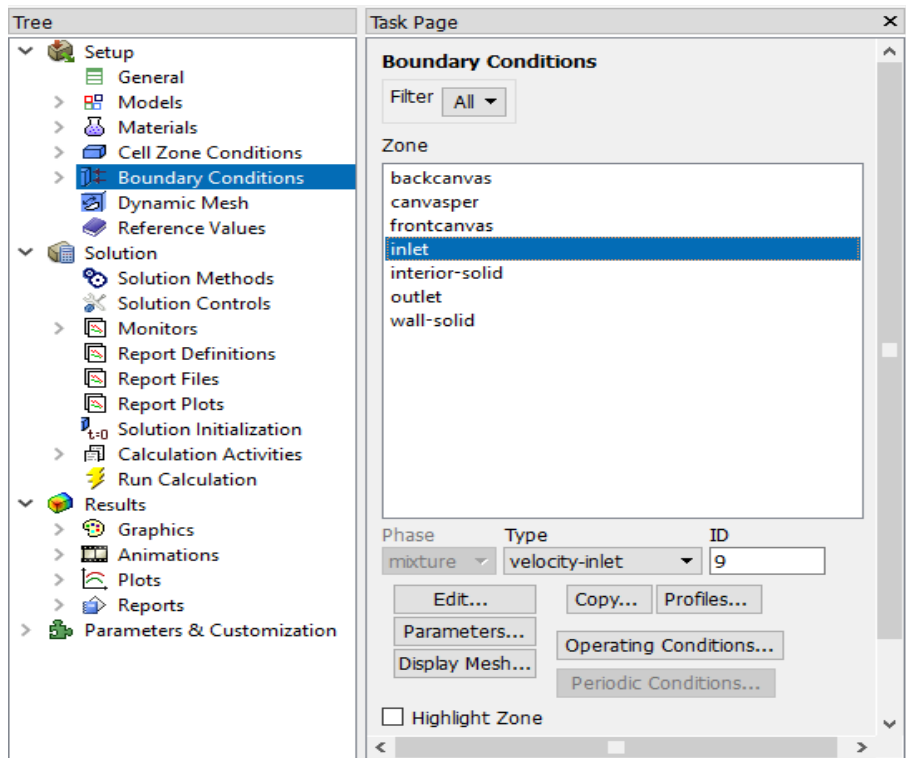 Tree
Setup
General
Models
Materials
Cell Zone Conditions
Boundary Conditions
Dynamic Mesh
Reference Values
Solution
Solution Methods
Solution Controls
Monitors
Report Definitions
Report Files
Report Plots
t=0 Solution Initialization
Calculation Activities
Run Calculation
Results
Graphics
Animations
Plots
Reports
Parameters & Customization
Task Page
Boundary Conditions
Filter All
Zone
backcanvas
canvasper
frontcanvas
inlet
interior-solid
outlet
wall-solid
Phase Type ID
mixture velocity-inlet 9
Edit... Copy... Profiles...
Parameters... Operating Conditions...
Display Mesh... Periodic Conditions...
Highlight Zone